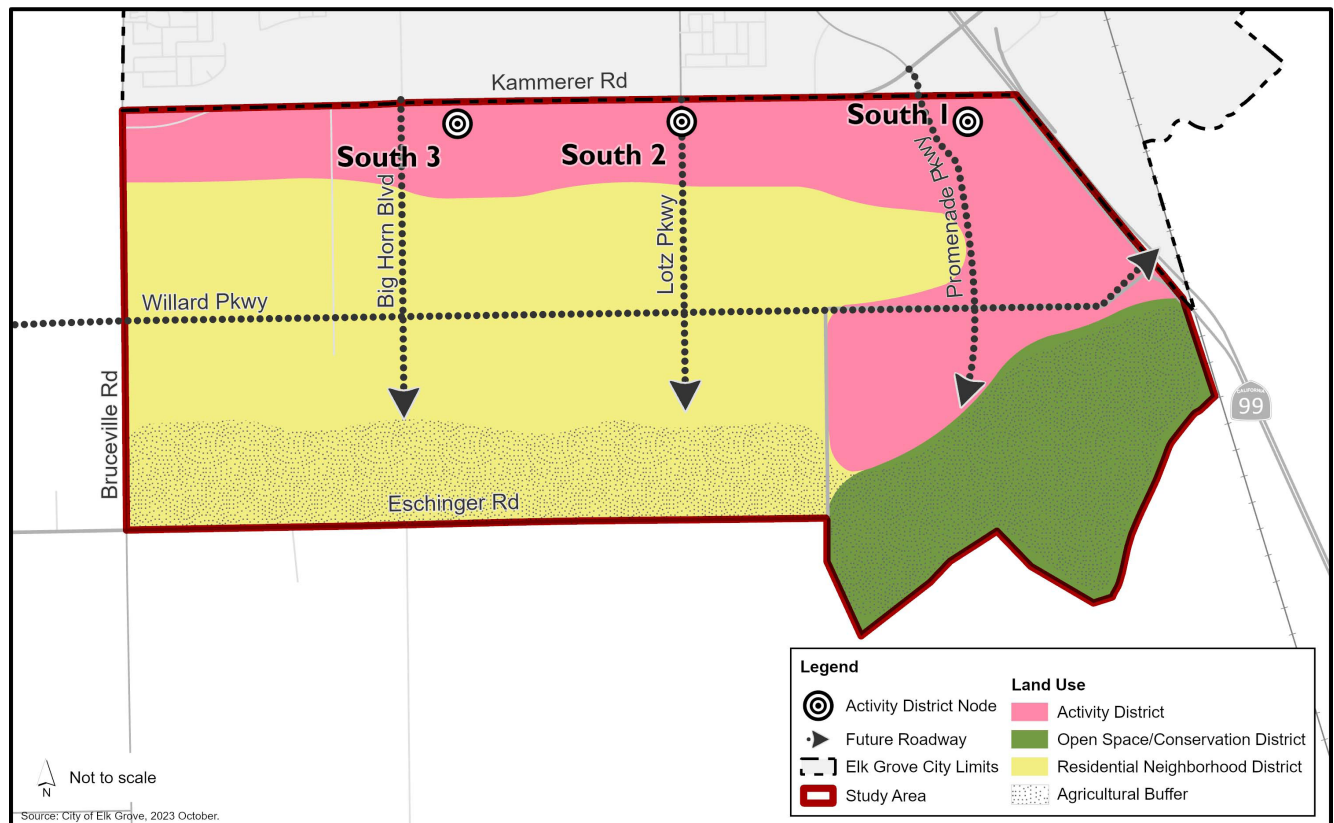 Kammerer Rd
South 1
South 3
South 2
Promenade Pkwy
Big Horn Blvd
Lotz Pkwy
Willard Pkwy
Bruceville Rd
CALIFORNIA
99
Eschinger Rd
Legend
Activity District Node
Future Roadway
Elk Grove City Limits
Study Area
Land Use
Activity District
Open Space/Conservation District
Residential Neighborhood District
Agricultural Buffer
N
Not to scale
Source: City of Elk Grove, 2023 October.